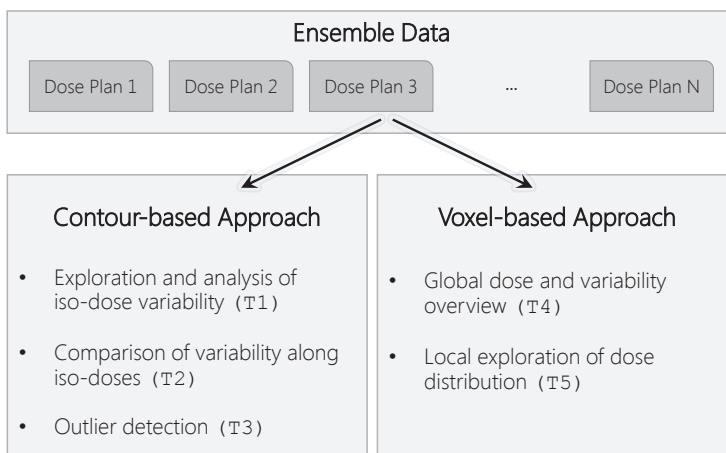 Ensemble Data
Dose Plan 1
Dose Plan 2
Dose Plan 3
...
Dose Plan N
Contour-based Approach
• Exploration and analysis of
iso-dose variability (T1)
• Comparison of variability along
iso-doses (T2)
• Outlier detection (T3)
Voxel-based Approach
• Global dose and variability
overview (T4)
• Local exploration of dose
distribution (T5)